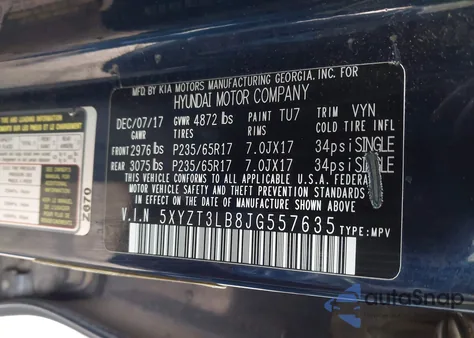 MFD. BY KIA MOTORS MANUFACTURING GEORGIA, INC. FOR
HYUNDAI MOTOR COMPANY
DEC/07/17 GVWR 4872 lbs PAINT TU7 TRIM VYN
GAWR TIRES RIMS COLD TIRE INFL
FRONT 2976 lbs P235/65R17 7.0JX17 34psi SINGLE
REAR 3075 lbs P235/65R17 7.0JX17 34psi SINGLE
THIS VEHICLE CONFORMS TO ALL APPLICABLE U.S.A. FEDERAL
MOTOR VEHICLE SAFETY AND BUMPER STANDARDS IN EFFECT ON
THE DATE OF MANUFACTURE SHOWN ABOVE.
V.I.N 5XYZT3LB8JG557635 TYPE:MPV
Z070
autoSnap